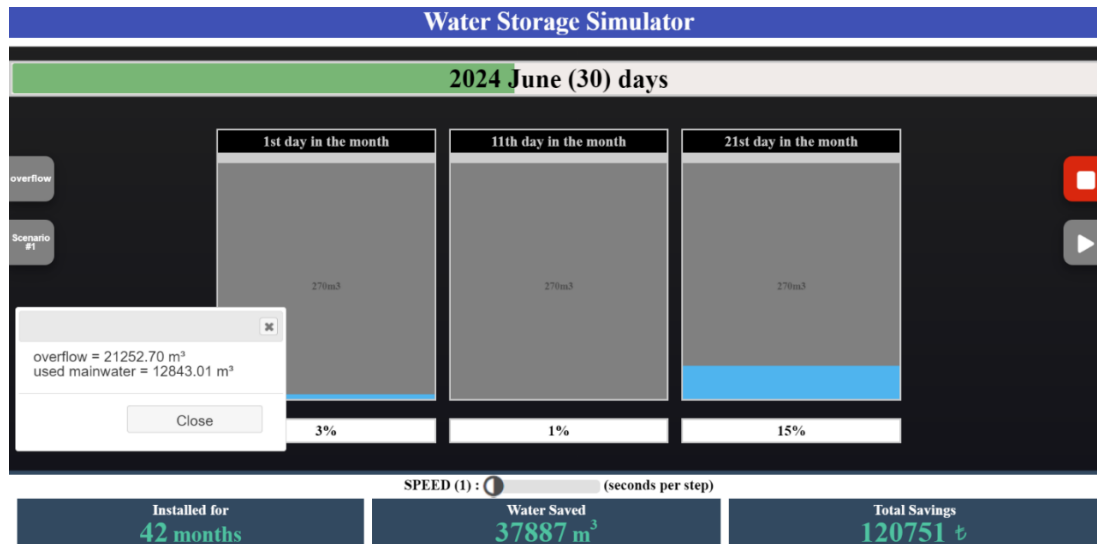 Water Storage Simulator
2024 June (30) days
1st day in the month
11th day in the month
21st day in the month
overflow
Scenario
#1
270m3
270m3
270m3
overflow = 21252.70 m³
used mainwater = 12843.01 m³
Close
3%
1%
15%
SPEED (1) : (seconds per step)
Installed for
42 months
Water Saved
37887 m³
Total Savings
120751 ₺